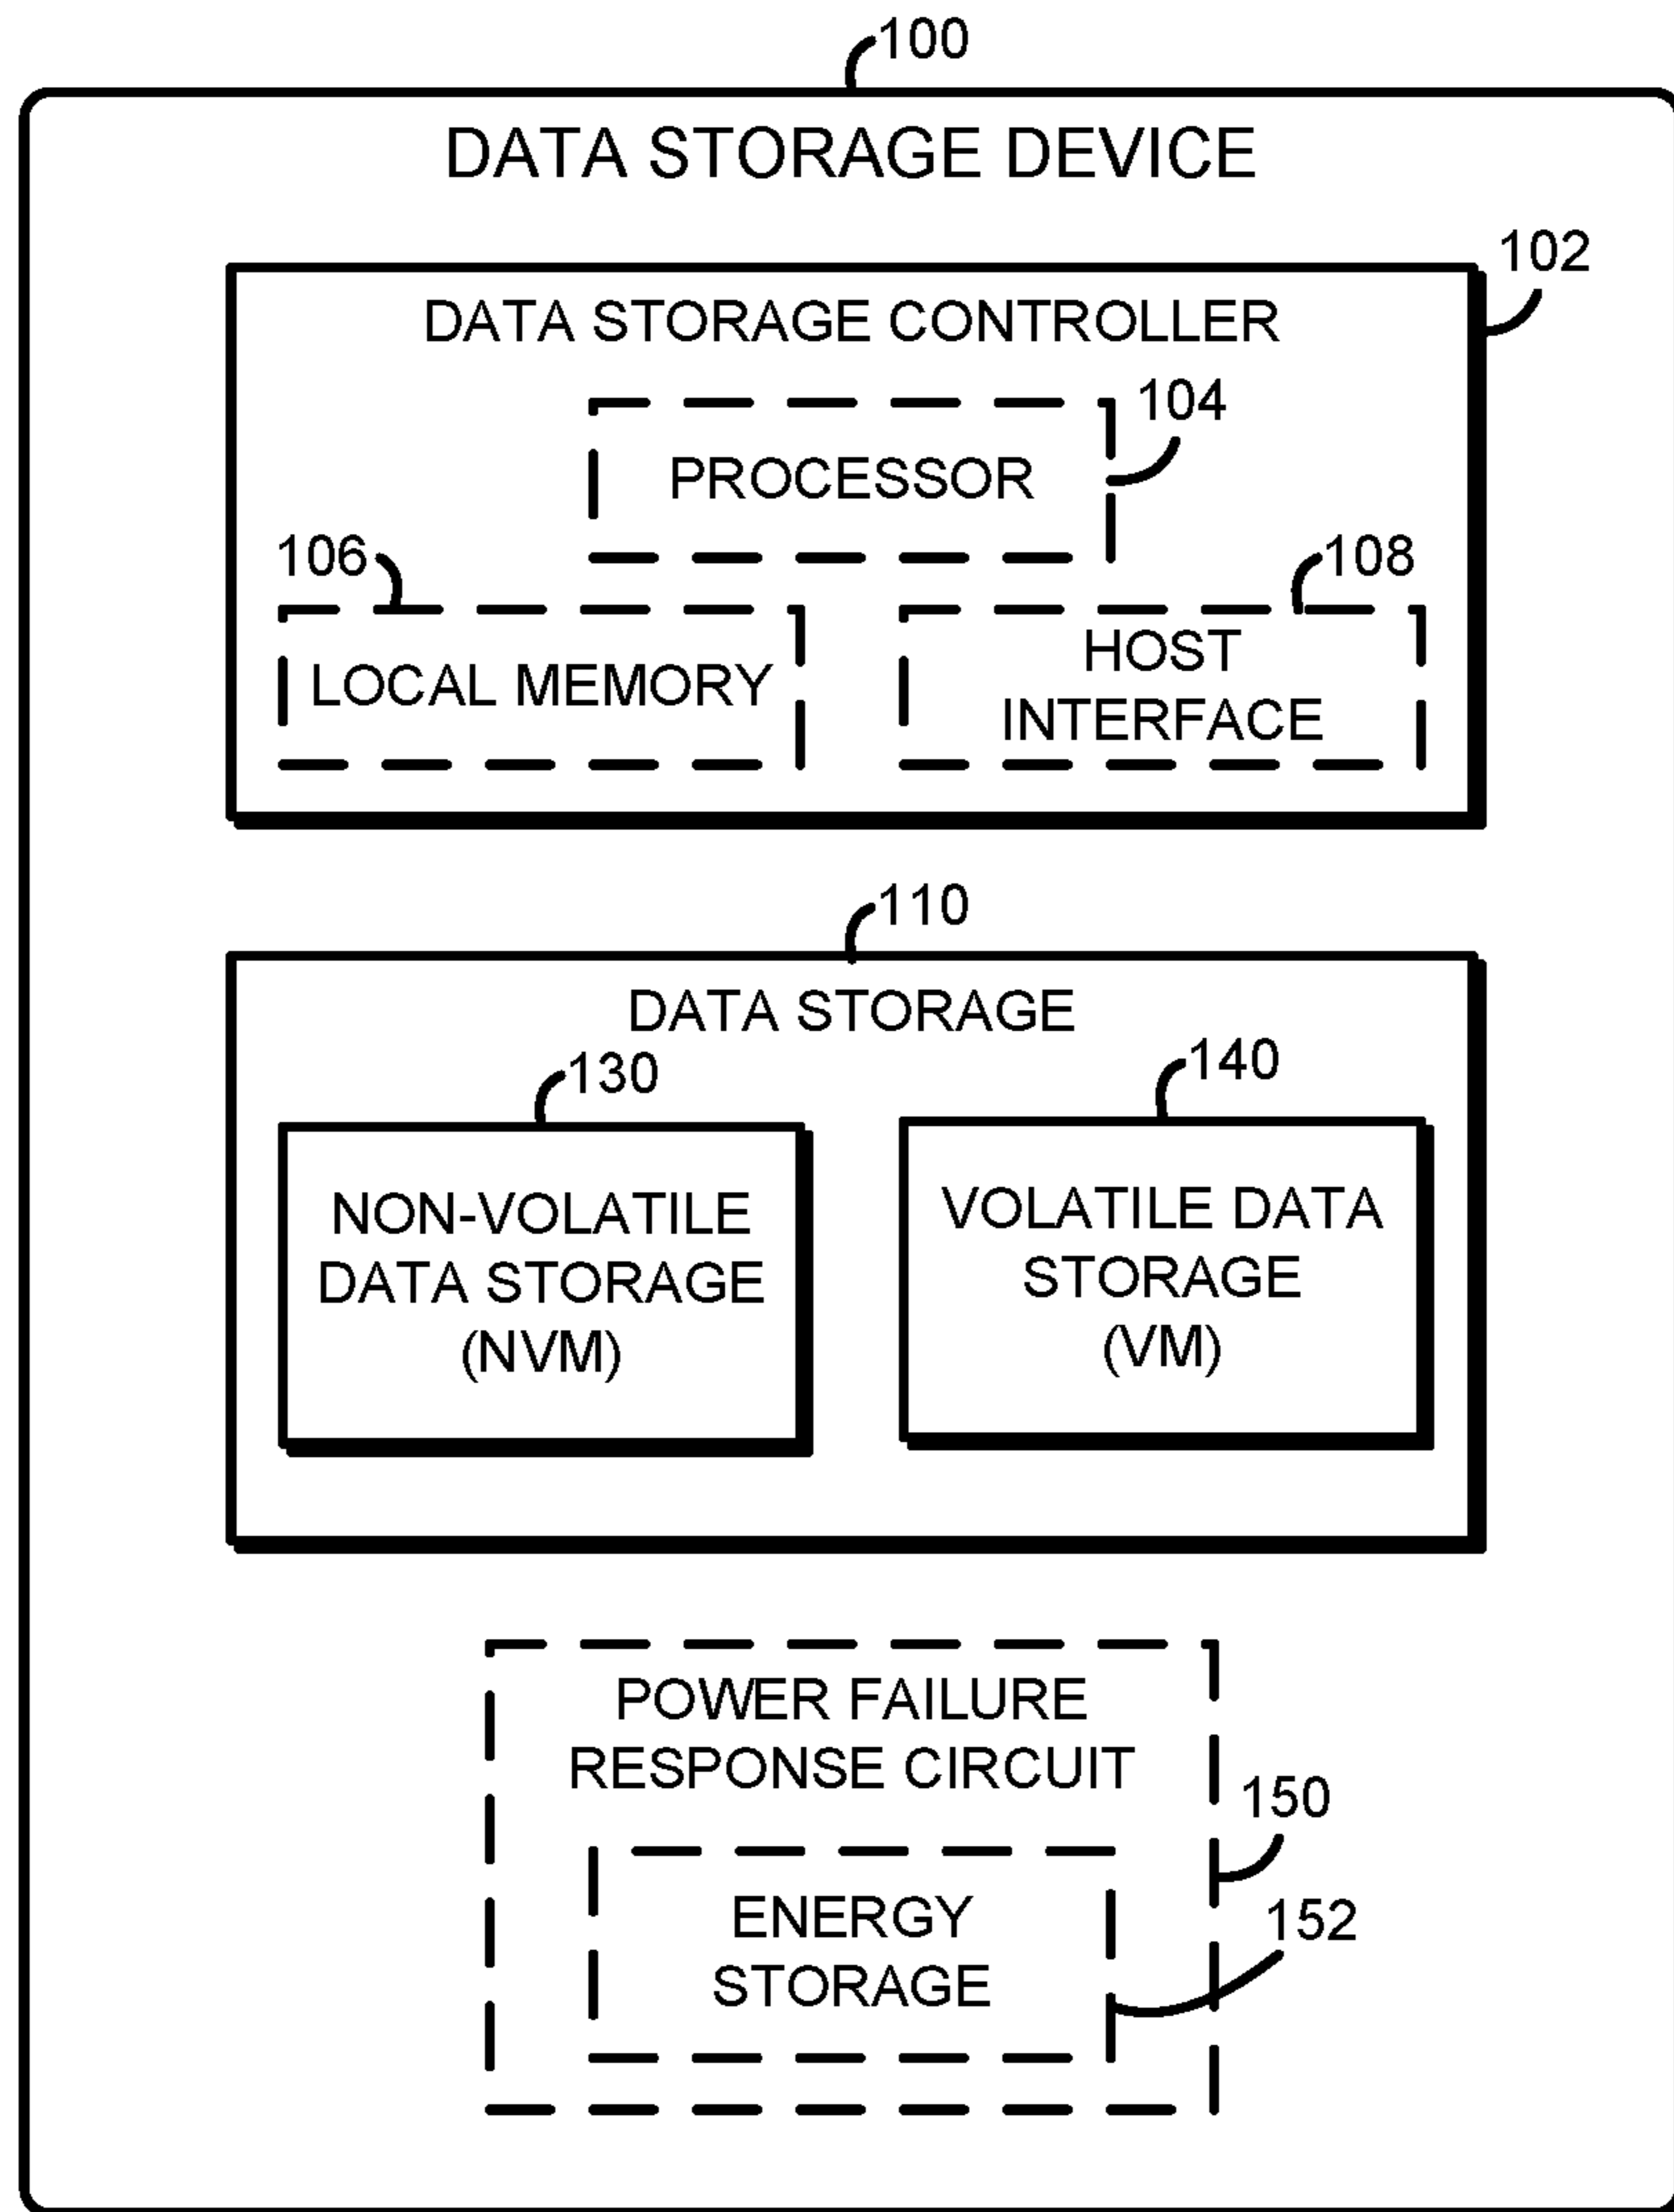 100
DATA STORAGE DEVICE
102
DATA STORAGE CONTROLLER
104
PROCESSOR
106
108
LOCAL MEMORY
HOST
INTERFACE
110
DATA STORAGE
130
140
NON-VOLATILE
DATA STORAGE
(NVM)
VOLATILE DATA
STORAGE
(VM)
POWER FAILURE
RESPONSE CIRCUIT
150
ENERGY
STORAGE
152